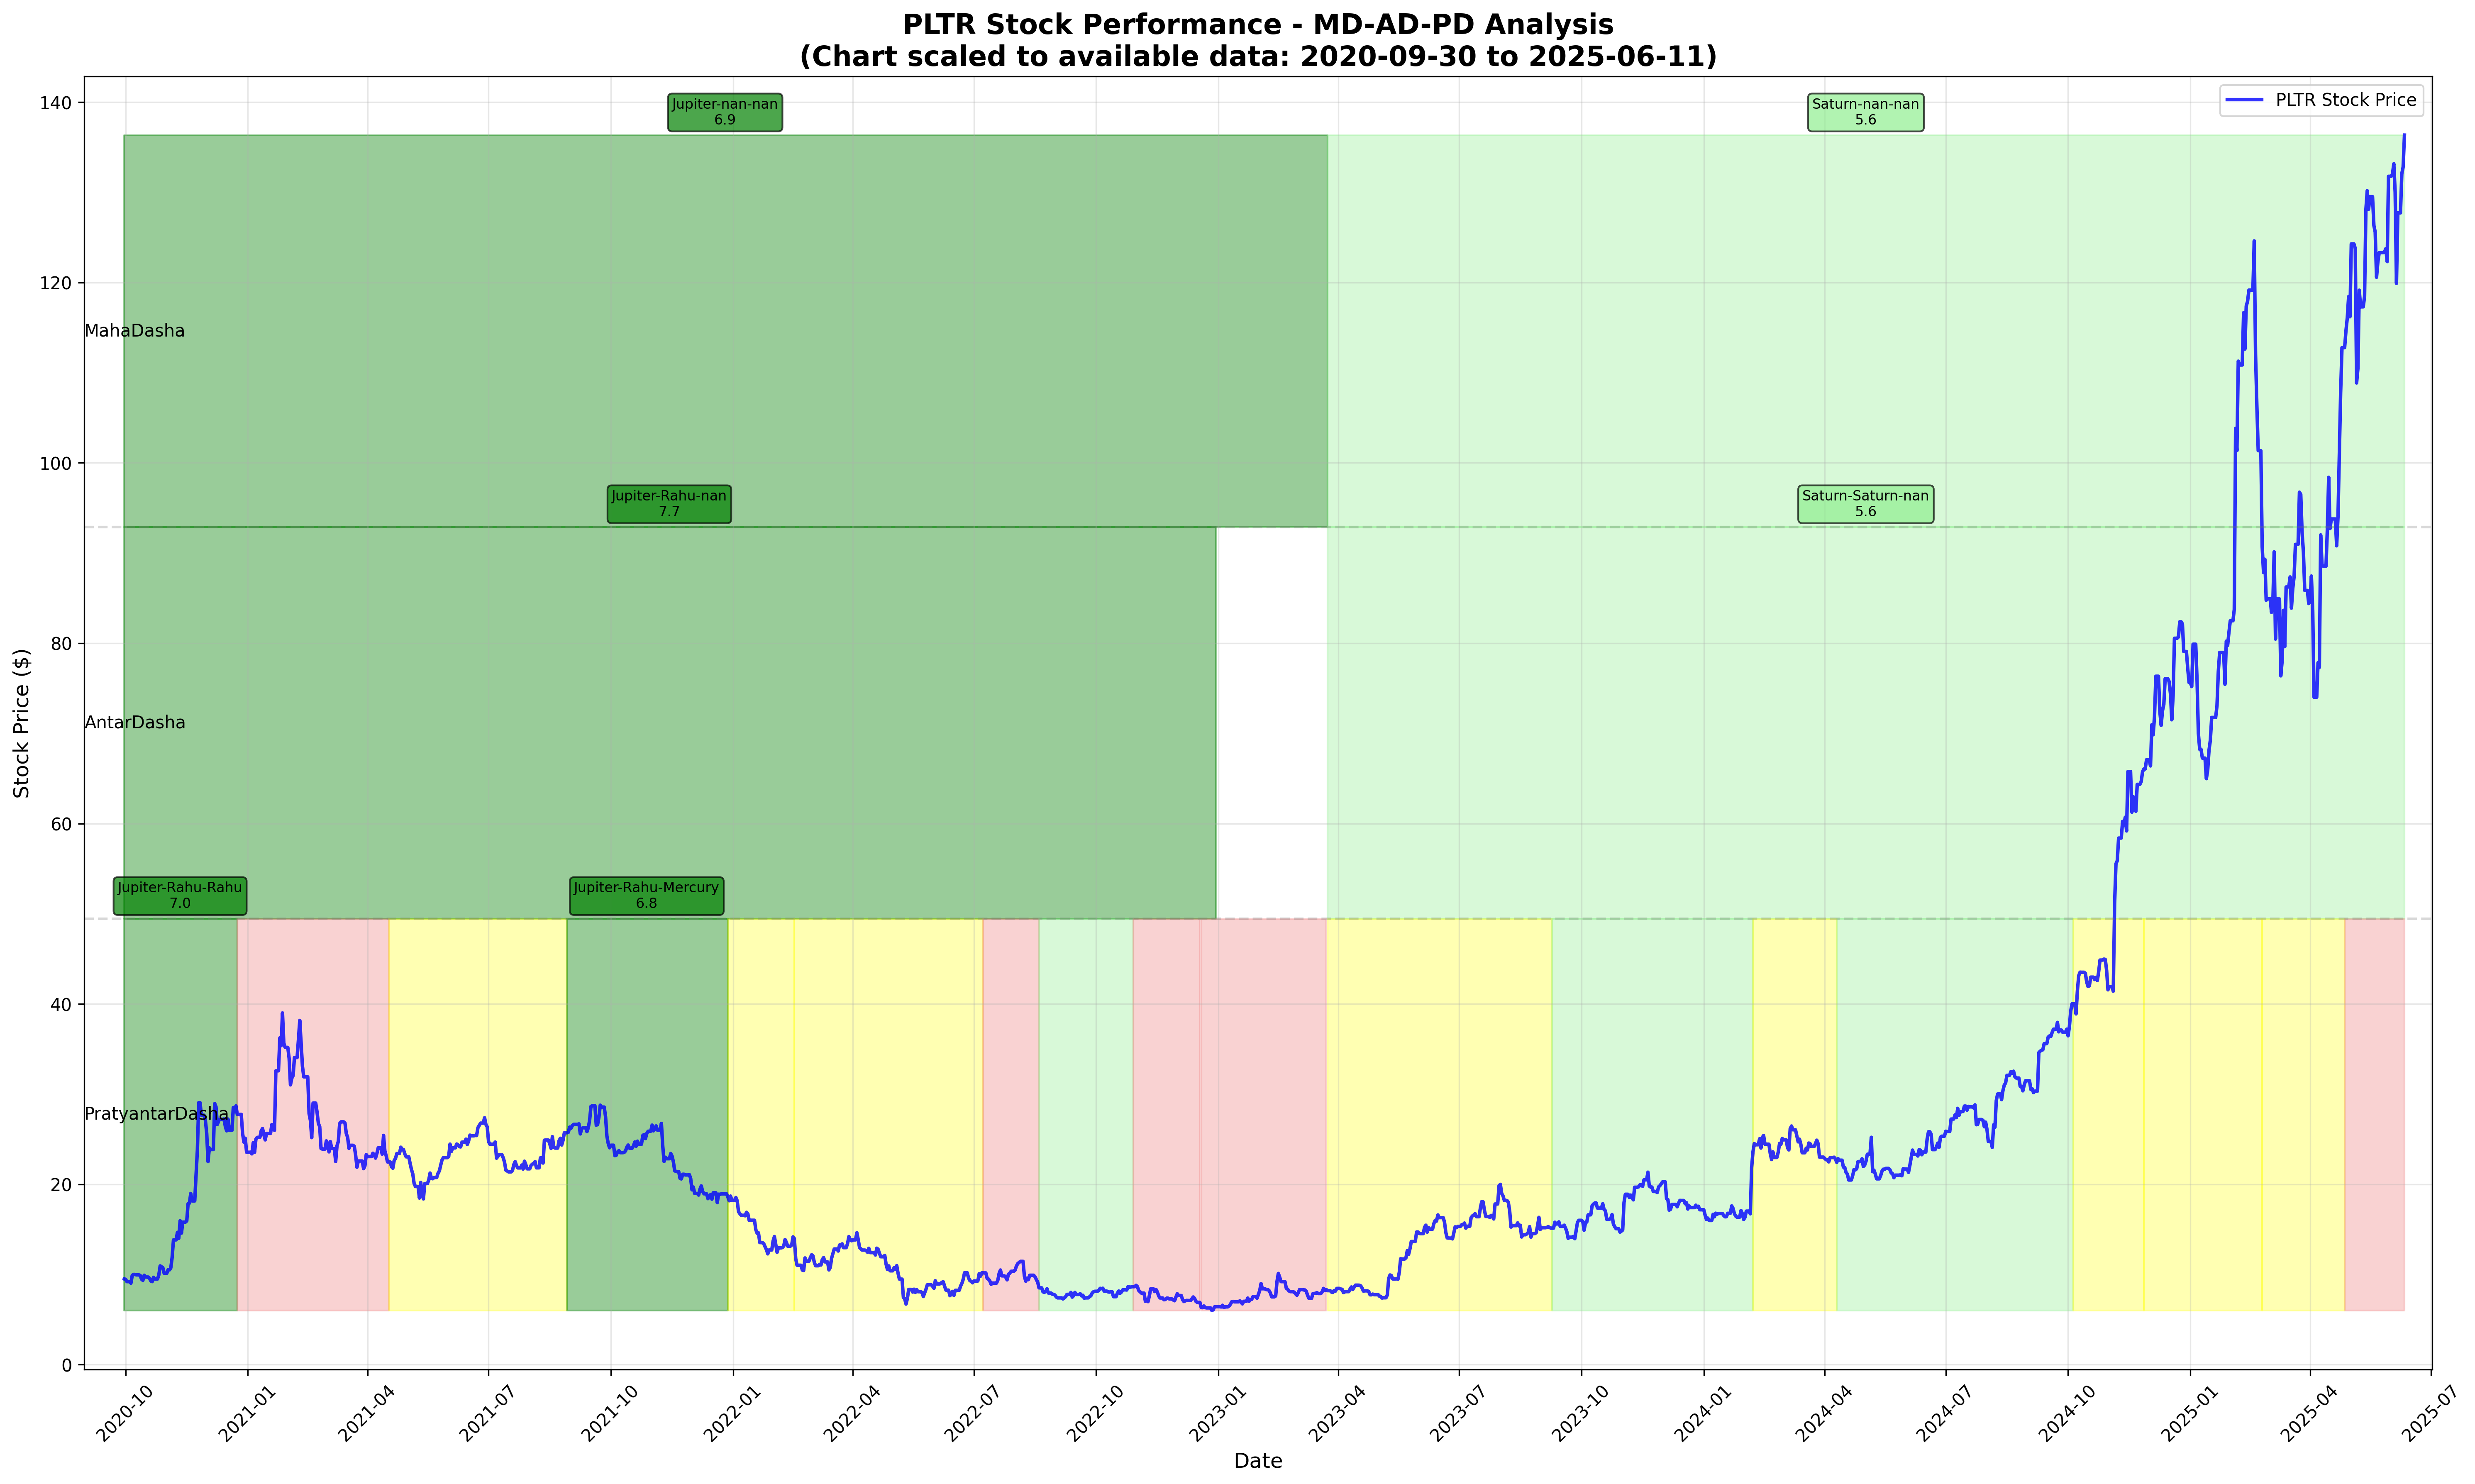 PLTR Stock Performance - MD-AD-PD Analysis
(Chart scaled to available data: 2020-09-30 to 2025-06-11)
PLTR Stock Price
Jupiter-nan-nan
6.9
Saturn-nan-nan
5.6
MahaDasha
Jupiter-Rahu-nan
7.7
Saturn-Saturn-nan
5.6
AntarDasha
Jupiter-Rahu-Rahu
7.0
Jupiter-Rahu-Mercury
6.8
PratyantarDasha
Stock Price ($)
140
120
100
80
60
40
20
0
2020-10
2021-01
2021-04
2021-07
2021-10
2022-01
2022-04
2022-07
2022-10
2023-01
2023-04
2023-07
2023-10
2024-01
2024-04
2024-07
2024-10
2025-01
2025-04
2025-07
Date